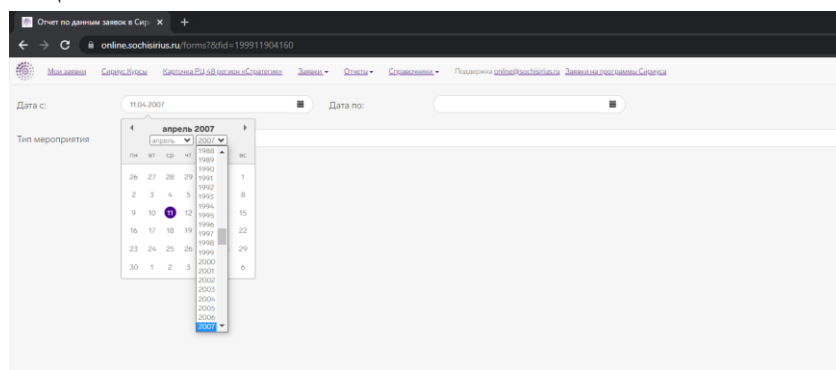 Отчет по данным заявок в Сири
online.sochisirius.ru/forms?&fid=199911904160
Мои заявки Сириус.Курсы Карточка РЦ 48 регион «Стратегия» Заявки Отчеты Справочники Поддержка online@sochisirius.ru Заявки на программы Сириуса
Дата с: 11.04.2007 Дата по:
Тип мероприятия
апрель 2007
апрель 2007
пн вт ср чт вс
26 27 28 29 1
2 3 4 5 8
9 10 11 12 15
16 17 18 19 22
23 24 25 26 29
30 1 2 3 6
1988
1989
1990
1991
1992
1993
1994
1995
1996
1997
1998
1999
2000
2001
2002
2003
2004
2005
2006
2007